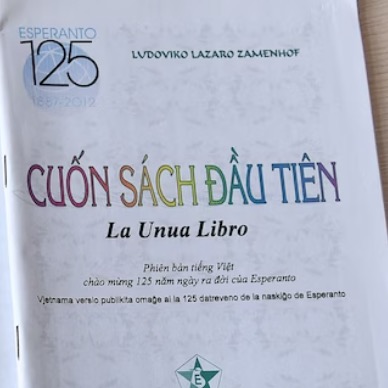 ESPERANTO
125
1887-2012
LUDOVIKO LAZARO ZAMENHOF
CUỐN SÁCH ĐẦU TIÊN
La Unua Libro
Phiên bản tiếng Việt
chào mừng 125 năm ngày ra đời của Esperanto
Vjetnama versio publikita omaĝe al la 125 datreveno de la naskiĝo de Esperanto
E